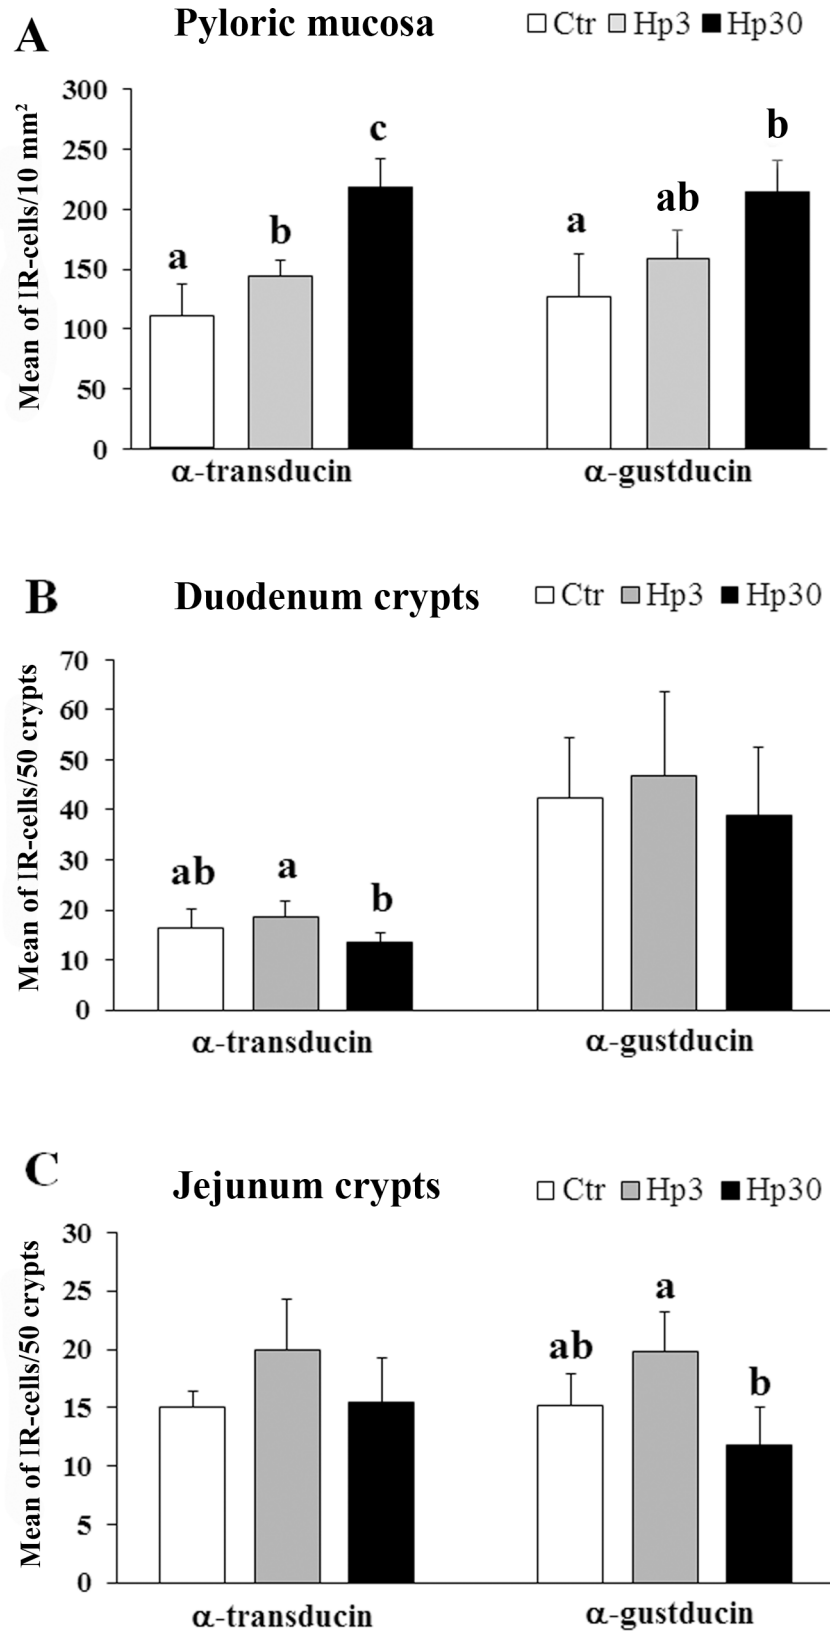 A
Pyloric mucosa
Ctr Hp3 Hp30
Mean of IR-cells/10 mm²
300
250
200
150
100
50
0
a
b
c
a
ab
b
α-transducin
α-gustducin
B
Duodenum crypts
Ctr Hp3 Hp30
Mean of IR-cells/50 crypts
70
60
50
40
30
20
10
0
ab
a
b
α-transducin
α-gustducin
C
Jejunum crypts
Ctr Hp3 Hp30
Mean of IR-cells/50 crypts
30
25
20
15
10
5
0
ab
a
b
α-transducin
α-gustducin